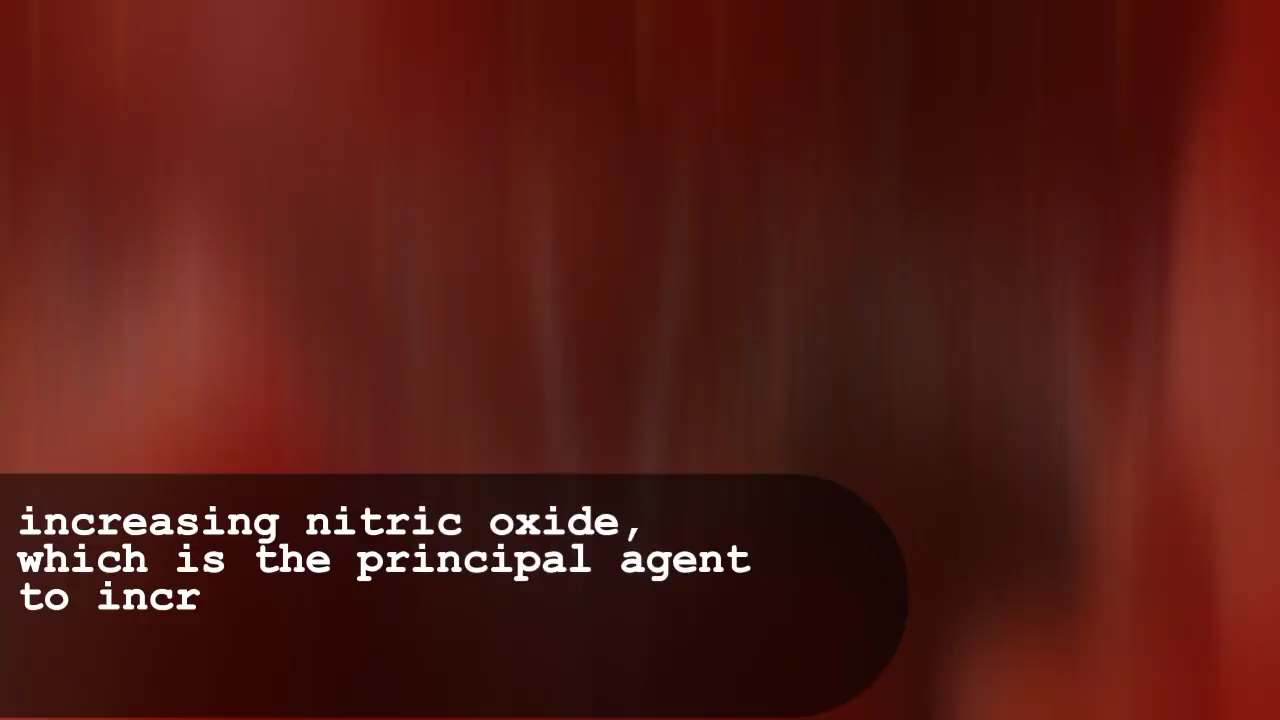 increasing nitric oxide,
which is the principal agent
to incr